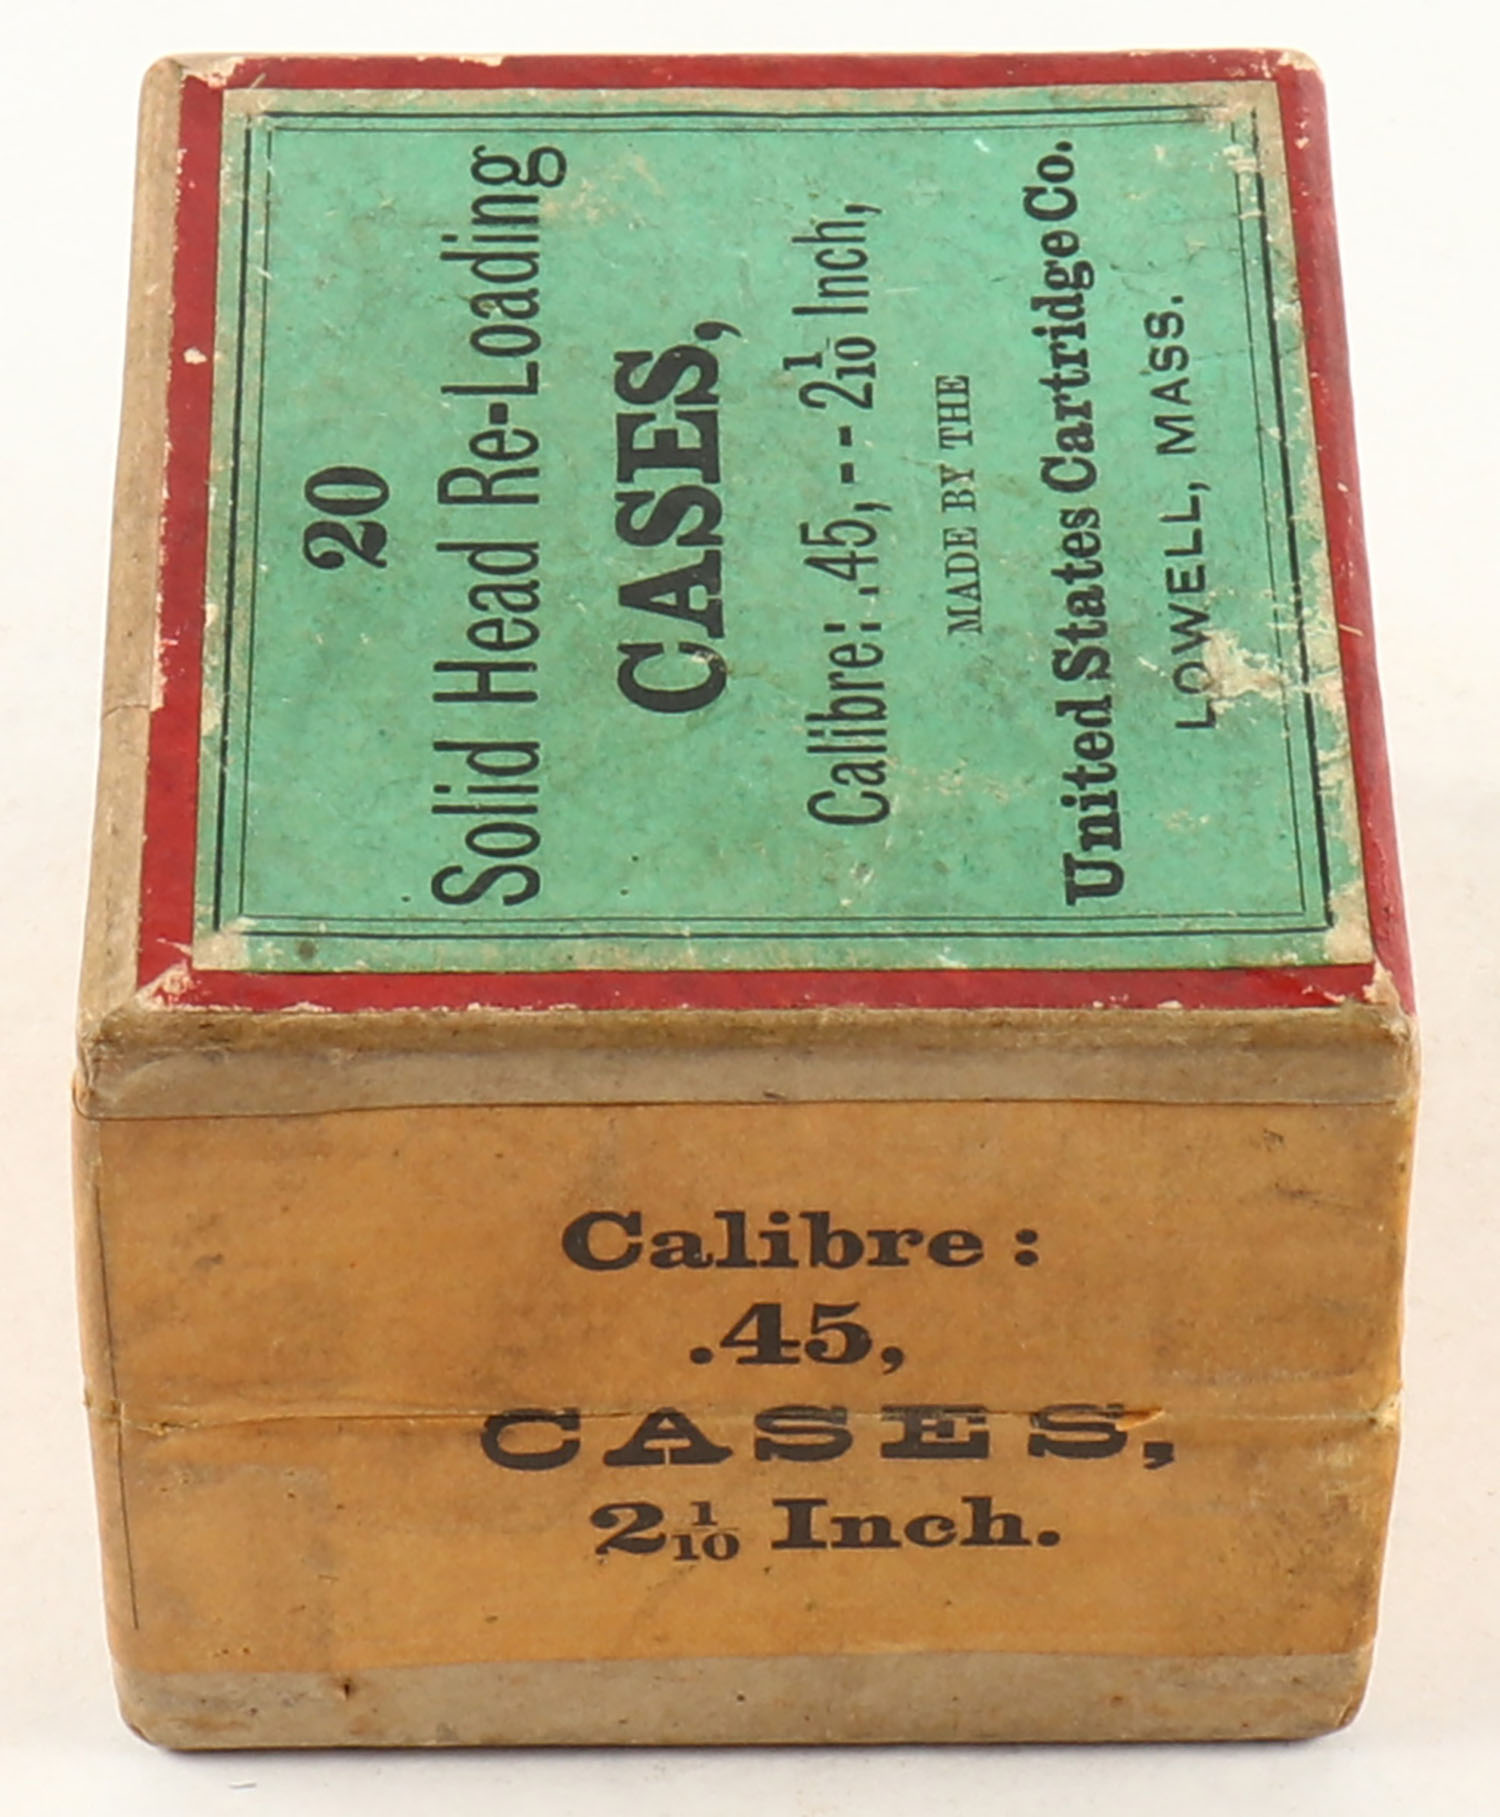 20
Solid Head Re-Loading
CASES,
Calibre: .45, - - 2 1/10 Inch,
MADE BY THE
United States Cartridge Co.
LOWELL, MASS.
Calibre:
.45,
CASES,
2 1/10 Inch.